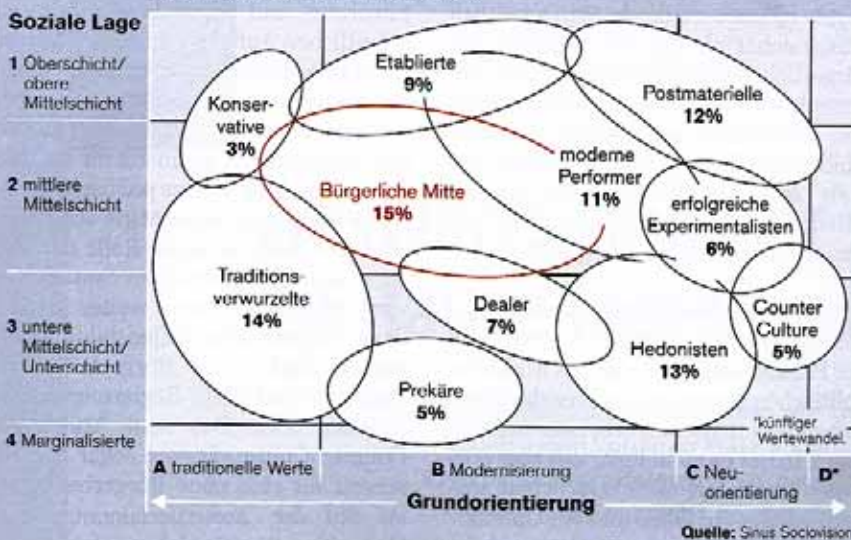 Soziale Lage
1 Oberschicht/
obere
Mittelschicht
2 mittlere
Mittelschicht
3 untere
Mittelschicht/
Unterschicht
4 Marginalisierte
Konser-
vative
3%
Etablierte
9%
Postmaterielle
12%
Bürgerliche Mitte
15%
moderne
Performer
11%
erfolgreiche
Experimentalisten
6%
Traditions-
verwurzelte
14%
Dealer
7%
Counter
Culture
5%
Hedonisten
13%
Prekäre
5%
*künftiger
Wertewandel.
A traditionelle Werte
B Modernisierung
C Neu-
orientierung
D*
Grundorientierung
Quelle: Sinus Sociovision